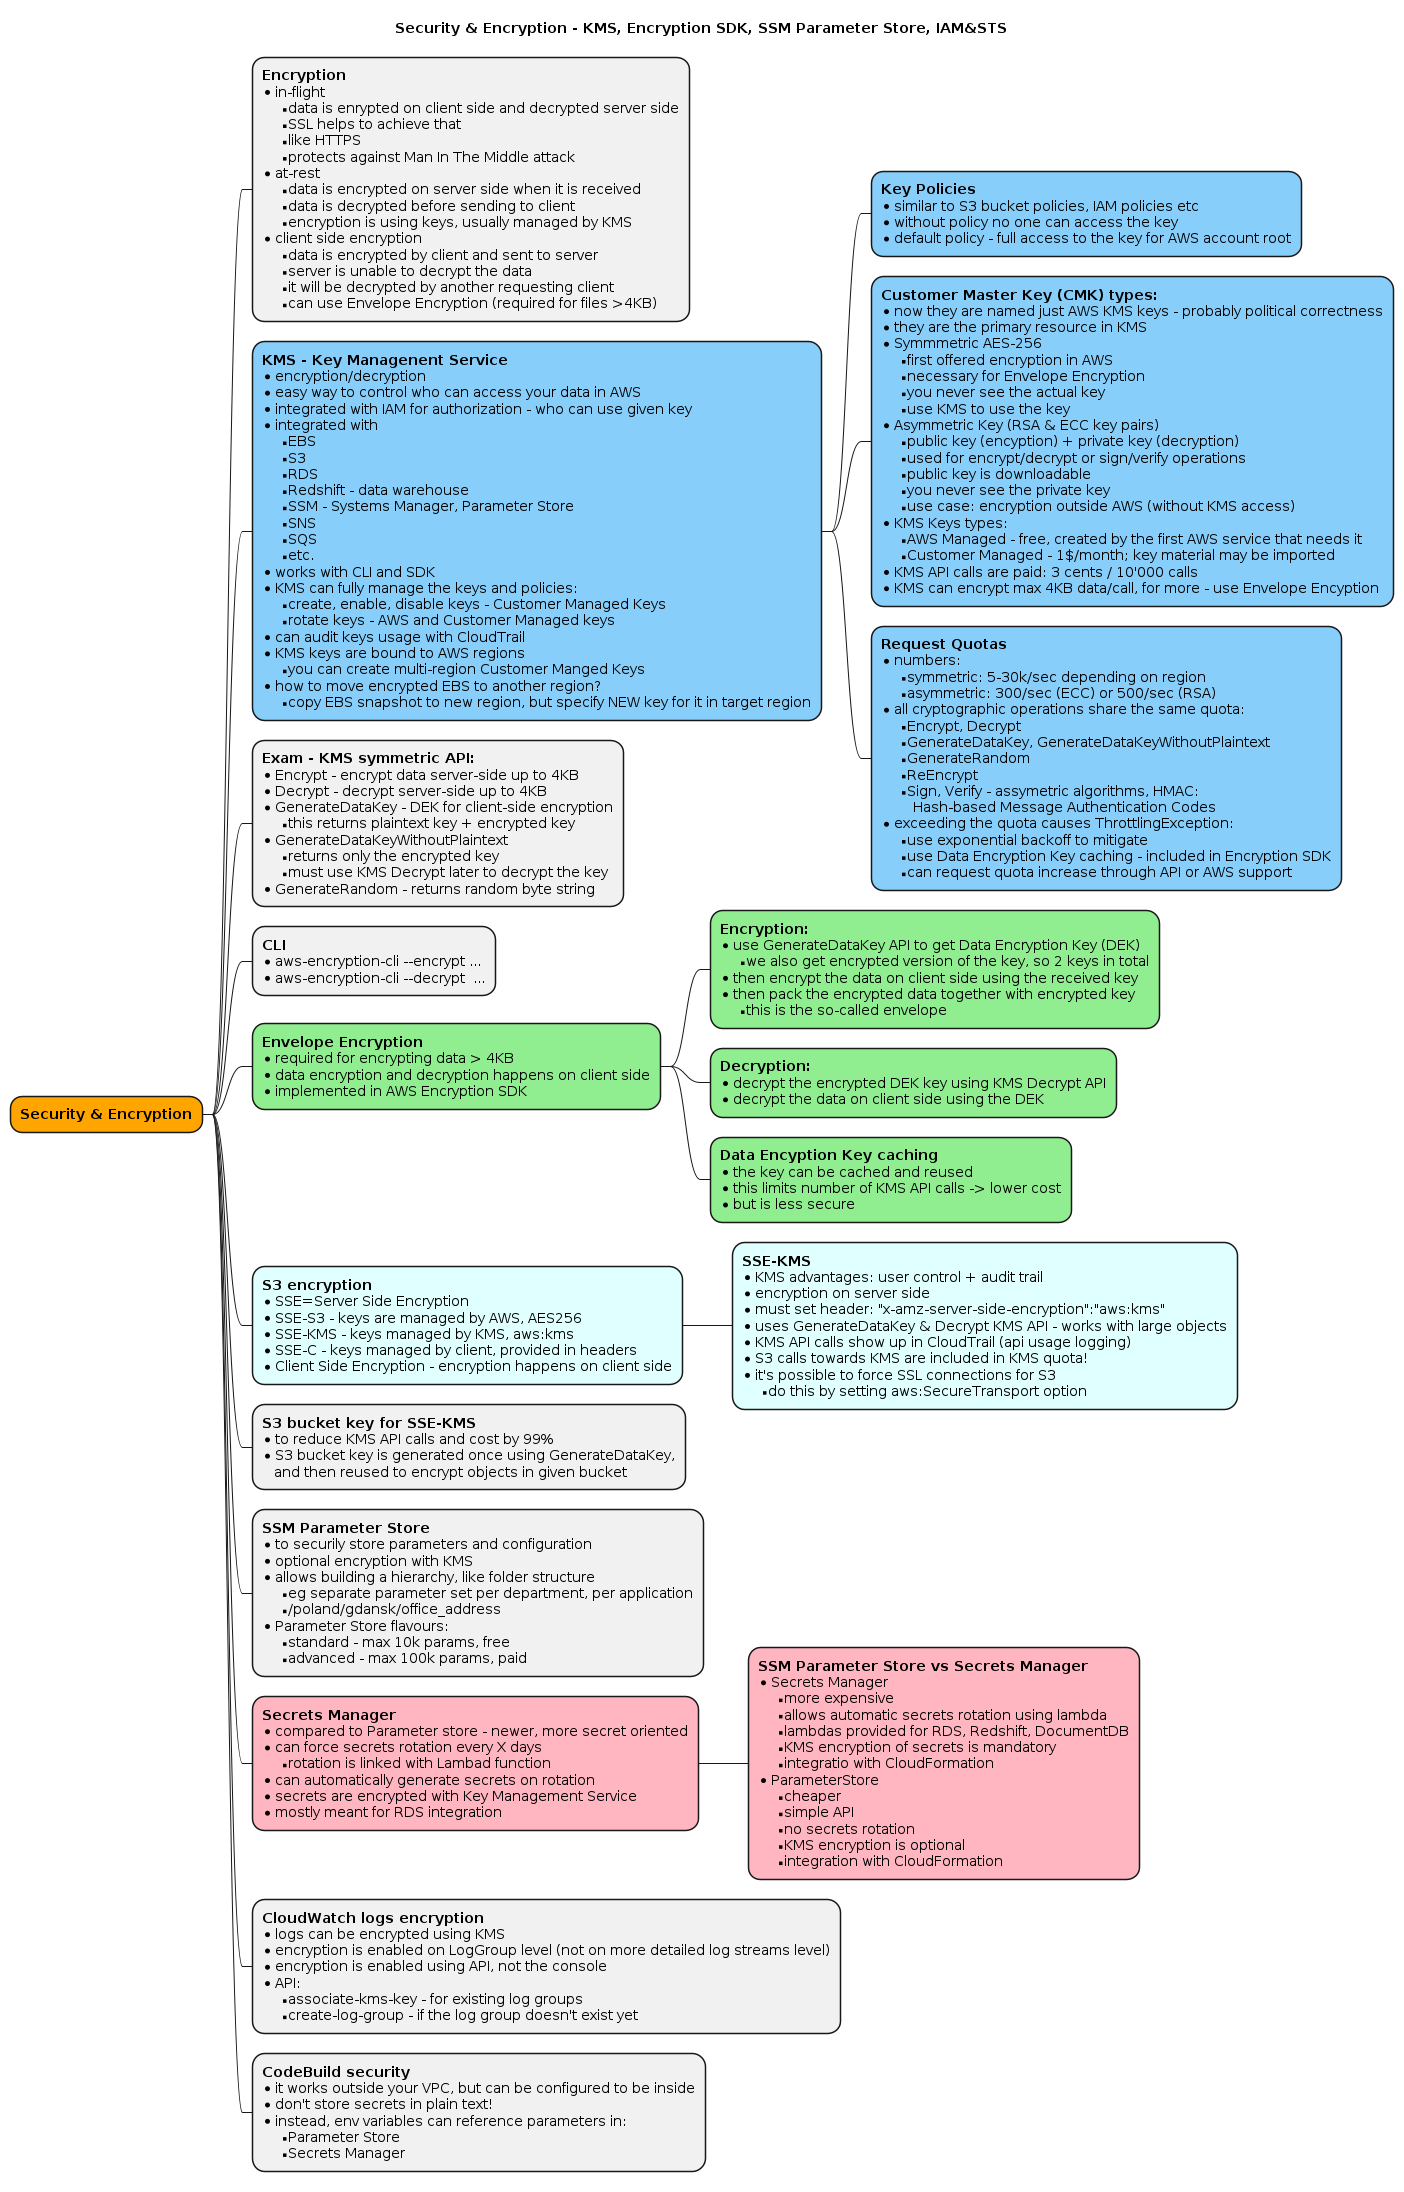 Security & Encryption - KMS, Encryption SDK, SSM Parameter Store, IAM&STS
Security & Encryption
Encryption
• in-flight
▪data is enrypted on client side and decrypted server side
▪SSL helps to achieve that
▪like HTTPS
▪protects against Man In The Middle attack
• at-rest
▪data is encrypted on server side when it is received
▪data is decrypted before sending to client
▪encryption is using keys, usually managed by KMS
• client side encryption
▪data is encrypted by client and sent to server
▪server is unable to decrypt the data
▪it will be decrypted by another requesting client
▪can use Envelope Encryption (required for files >4KB)
KMS - Key Managenent Service
• encryption/decryption
• easy way to control who can access your data in AWS
• integrated with IAM for authorization - who can use given key
• integrated with
▪EBS
▪S3
▪RDS
▪Redshift - data warehouse
▪SSM - Systems Manager, Parameter Store
▪SNS
▪SQS
▪etc.
• works with CLI and SDK
• KMS can fully manage the keys and policies:
▪create, enable, disable keys - Customer Managed Keys
▪rotate keys - AWS and Customer Managed keys
• can audit keys usage with CloudTrail
• KMS keys are bound to AWS regions
▪you can create multi-region Customer Manged Keys
• how to move encrypted EBS to another region?
▪copy EBS snapshot to new region, but specify NEW key for it in target region
Key Policies
• similar to S3 bucket policies, IAM policies etc
• without policy no one can access the key
• default policy - full access to the key for AWS account root
Customer Master Key (CMK) types:
• now they are named just AWS KMS keys - probably political correctness
• they are the primary resource in KMS
• Symmmetric AES-256
▪first offered encryption in AWS
▪necessary for Envelope Encryption
▪you never see the actual key
▪use KMS to use the key
• Asymmetric Key (RSA & ECC key pairs)
▪public key (encyption) + private key (decryption)
▪used for encrypt/decrypt or sign/verify operations
▪public key is downloadable
▪you never see the private key
▪use case: encryption outside AWS (without KMS access)
• KMS Keys types:
▪AWS Managed - free, created by the first AWS service that needs it
▪Customer Managed - 1$/month; key material may be imported
• KMS API calls are paid: 3 cents / 10'000 calls
• KMS can encrypt max 4KB data/call, for more - use Envelope Encyption
Request Quotas
• numbers:
▪symmetric: 5-30k/sec depending on region
▪asymmetric: 300/sec (ECC) or 500/sec (RSA)
• all cryptographic operations share the same quota:
▪Encrypt, Decrypt
▪GenerateDataKey, GenerateDataKeyWithoutPlaintext
▪GenerateRandom
▪ReEncrypt
▪Sign, Verify - assymetric algorithms, HMAC:
Hash-based Message Authentication Codes
• exceeding the quota causes ThrottlingException:
▪use exponential backoff to mitigate
▪use Data Encryption Key caching - included in Encryption SDK
▪can request quota increase through API or AWS support
Exam - KMS symmetric API:
• Encrypt - encrypt data server-side up to 4KB
• Decrypt - decrypt server-side up to 4KB
• GenerateDataKey - DEK for client-side encryption
▪this returns plaintext key + encrypted key
• GenerateDataKeyWithoutPlaintext
▪returns only the encrypted key
▪must use KMS Decrypt later to decrypt the key
• GenerateRandom - returns random byte string
CLI
• aws-encryption-cli --encrypt ...
• aws-encryption-cli --decrypt ...
Envelope Encryption
• required for encrypting data > 4KB
• data encryption and decryption happens on client side
• implemented in AWS Encryption SDK
Encryption:
• use GenerateDataKey API to get Data Encryption Key (DEK)
▪we also get encrypted version of the key, so 2 keys in total
• then encrypt the data on client side using the received key
• then pack the encrypted data together with encrypted key
▪this is the so-called envelope
Decryption:
• decrypt the encrypted DEK key using KMS Decrypt API
• decrypt the data on client side using the DEK
Data Encyption Key caching
• the key can be cached and reused
• this limits number of KMS API calls -> lower cost
• but is less secure
S3 encryption
• SSE=Server Side Encryption
• SSE-S3 - keys are managed by AWS, AES256
• SSE-KMS - keys managed by KMS, aws:kms
• SSE-C - keys managed by client, provided in headers
• Client Side Encryption - encryption happens on client side
SSE-KMS
• KMS advantages: user control + audit trail
• encryption on server side
• must set header: "x-amz-server-side-encryption":"aws:kms"
• uses GenerateDataKey & Decrypt KMS API - works with large objects
• KMS API calls show up in CloudTrail (api usage logging)
• S3 calls towards KMS are included in KMS quota!
• it's possible to force SSL connections for S3
▪do this by setting aws:SecureTransport option
S3 bucket key for SSE-KMS
• to reduce KMS API calls and cost by 99%
• S3 bucket key is generated once using GenerateDataKey,
and then reused to encrypt objects in given bucket
SSM Parameter Store
• to securily store parameters and configuration
• optional encryption with KMS
• allows building a hierarchy, like folder structure
▪eg separate parameter set per department, per application
▪/poland/gdansk/office_address
• Parameter Store flavours:
▪standard - max 10k params, free
▪advanced - max 100k params, paid
Secrets Manager
• compared to Parameter store - newer, more secret oriented
• can force secrets rotation every X days
▪rotation is linked with Lambad function
• can automatically generate secrets on rotation
• secrets are encrypted with Key Management Service
• mostly meant for RDS integration
SSM Parameter Store vs Secrets Manager
• Secrets Manager
▪more expensive
▪allows automatic secrets rotation using lambda
▪lambdas provided for RDS, Redshift, DocumentDB
▪KMS encryption of secrets is mandatory
▪integratio with CloudFormation
• ParameterStore
▪cheaper
▪simple API
▪no secrets rotation
▪KMS encryption is optional
▪integration with CloudFormation
CloudWatch logs encryption
• logs can be encrypted using KMS
• encryption is enabled on LogGroup level (not on more detailed log streams level)
• encryption is enabled using API, not the console
• API:
▪associate-kms-key - for existing log groups
▪create-log-group - if the log group doesn't exist yet
CodeBuild security
• it works outside your VPC, but can be configured to be inside
• don't store secrets in plain text!
• instead, env variables can reference parameters in:
▪Parameter Store
▪Secrets Manager